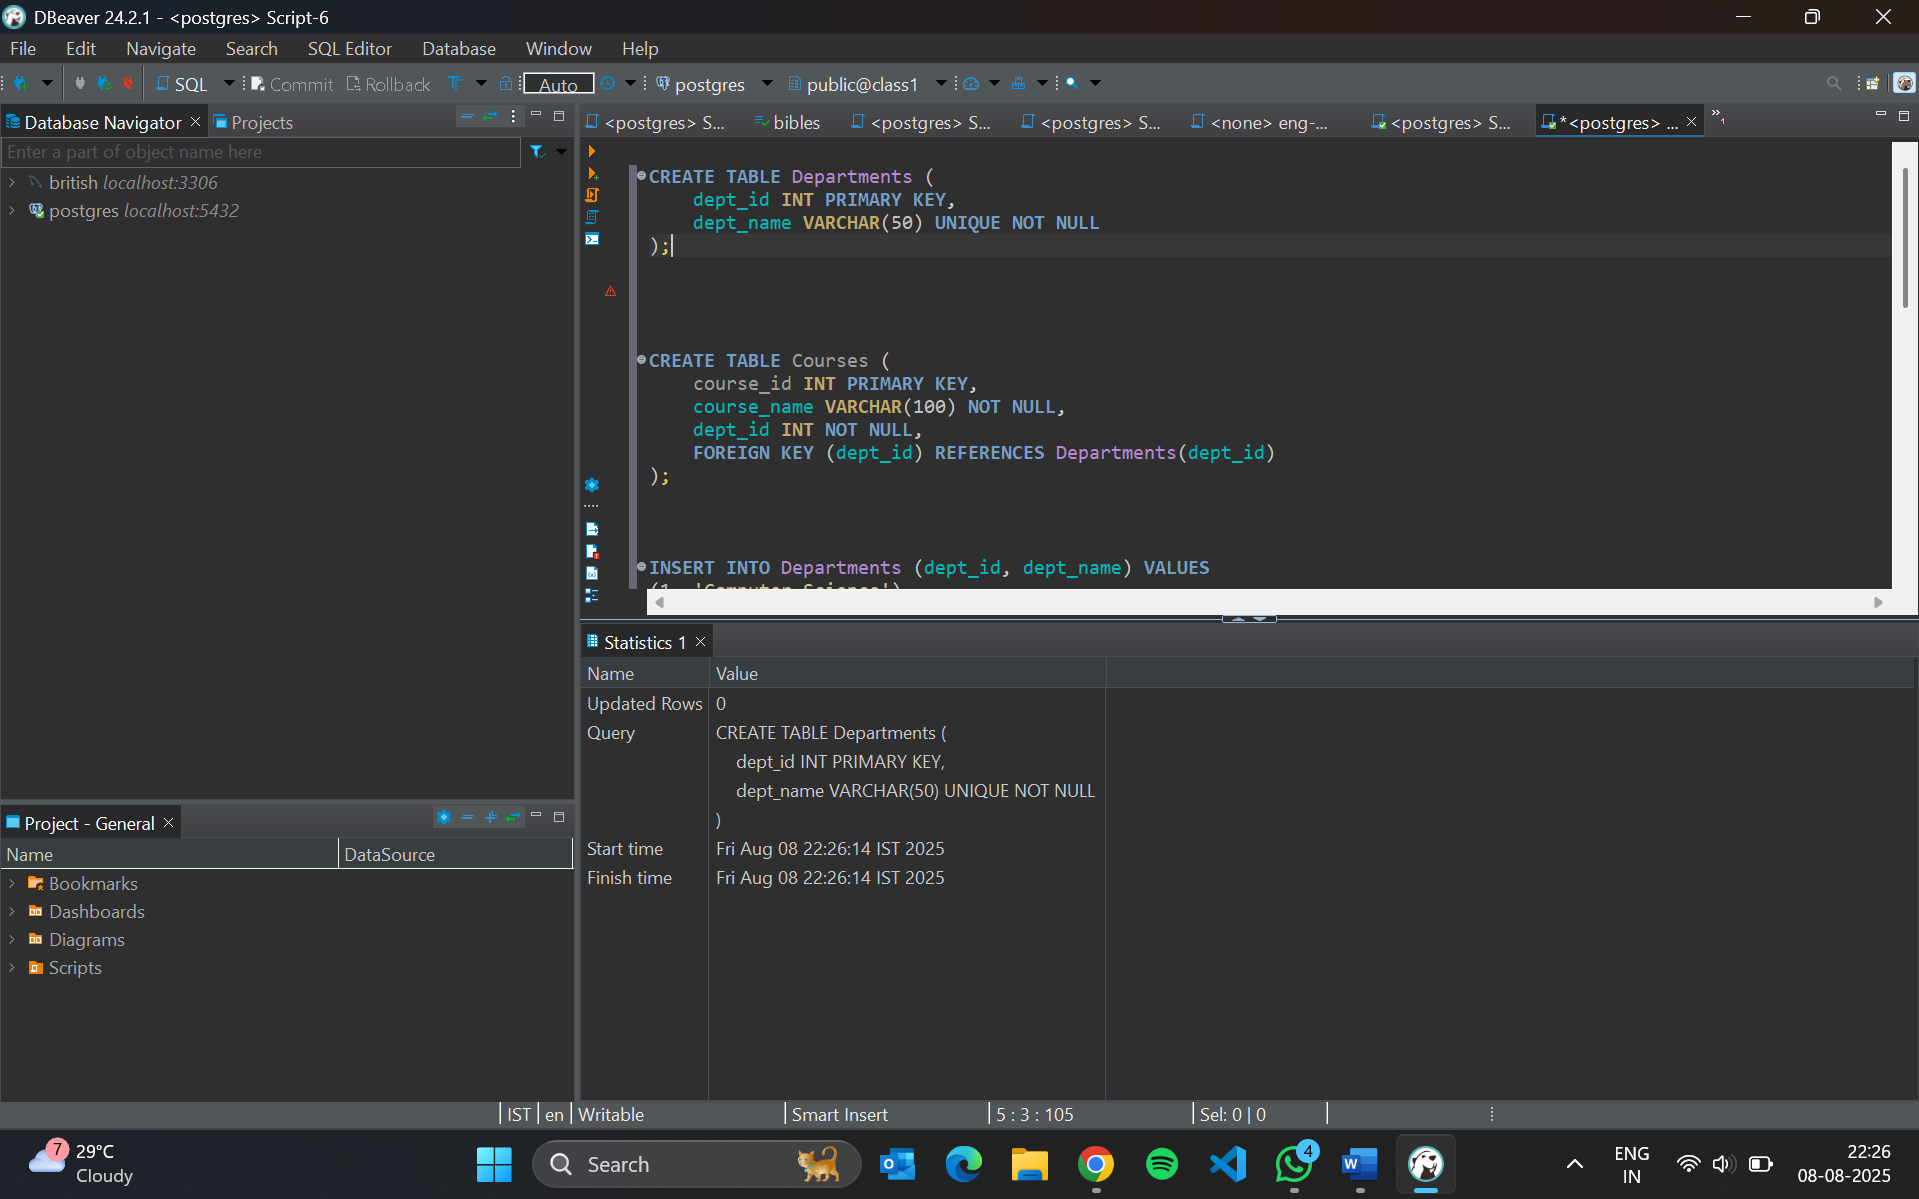 DBeaver 24.2.1 - <postgres> Script-6
File Edit Navigate Search SQL Editor Database Window Help
SQL Commit Rollback Auto postgres public@class1
Database Navigator Projects
<postgres> S... bibles <postgres> S... <postgres> S... <none> eng-... <postgres> S... *<postgres> ... »1
Enter a part of object name here
british localhost:3306
postgres localhost:5432
CREATE TABLE Departments (
dept_id INT PRIMARY KEY,
dept_name VARCHAR(50) UNIQUE NOT NULL
);
CREATE TABLE Courses (
course_id INT PRIMARY KEY,
course_name VARCHAR(100) NOT NULL,
dept_id INT NOT NULL,
FOREIGN KEY (dept_id) REFERENCES Departments(dept_id)
);
INSERT INTO Departments (dept_id, dept_name) VALUES
(1, 'Computer Science'),
Statistics 1
Name Value
Updated Rows 0
Query CREATE TABLE Departments (
dept_id INT PRIMARY KEY,
dept_name VARCHAR(50) UNIQUE NOT NULL
)
Start time Fri Aug 08 22:26:14 IST 2025
Finish time Fri Aug 08 22:26:14 IST 2025
Project - General
Name DataSource
Bookmarks
Dashboards
Diagrams
Scripts
IST en Writable Smart Insert 5 : 3 : 105 Sel: 0 | 0
7
29°C
Cloudy
Search
4
ENG
IN
22:26
08-08-2025